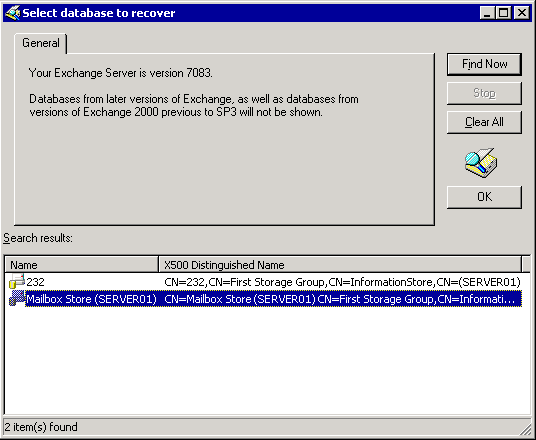 Select database to recover
General
Your Exchange Server is version 7083.
Databases from later versions of Exchange, as well as databases from
versions of Exchange 2000 previous to SP3 will not be shown.
Find Now
Stop
Clear All
OK
Search results:
Name X500 Distinguished Name
232 CN=232,CN=First Storage Group,CN=InformationStore,CN=(SERVER01)
Mailbox Store (SERVER01) CN=Mailbox Store (SERVER01) CN=First Storage Group,CN=Informati...
2 item(s) found